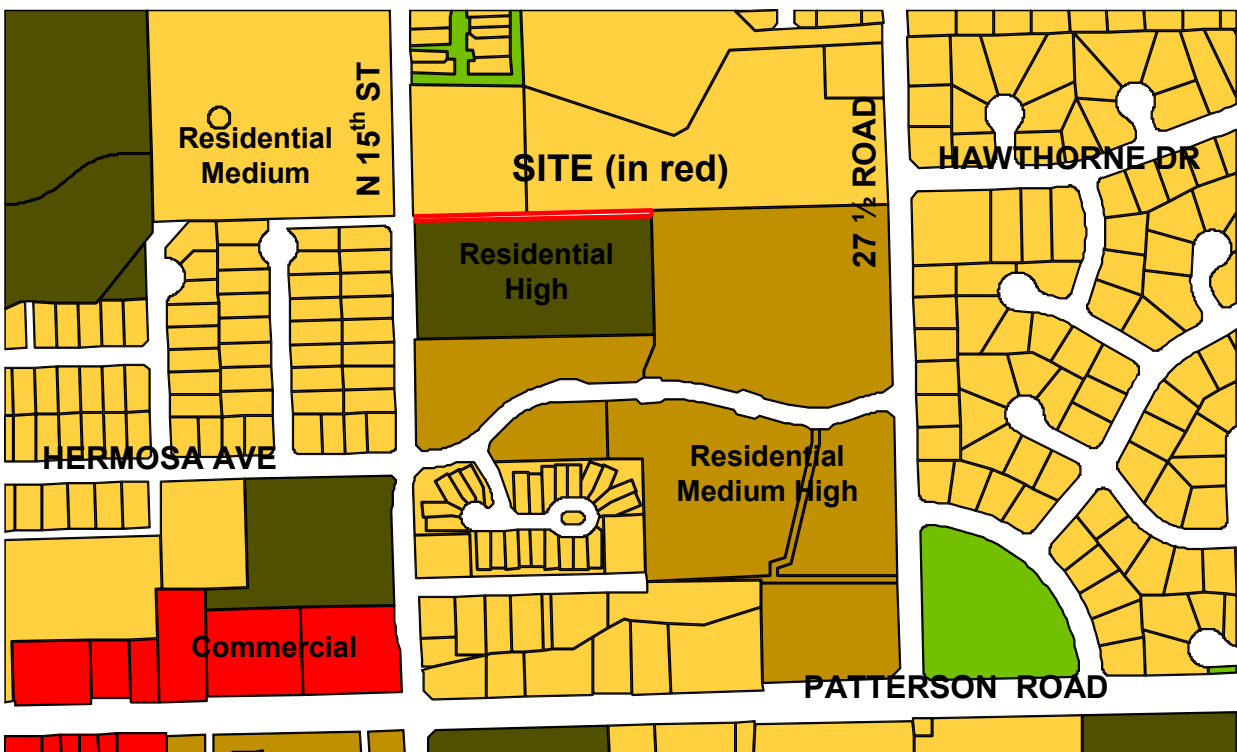 N 15th ST
Residential
Medium
SITE (in red)
27 ½ ROAD
HAWTHORNE DR
Residential
High
HERMOSA AVE
Residential
Medium High
Commercial
PATTERSON ROAD